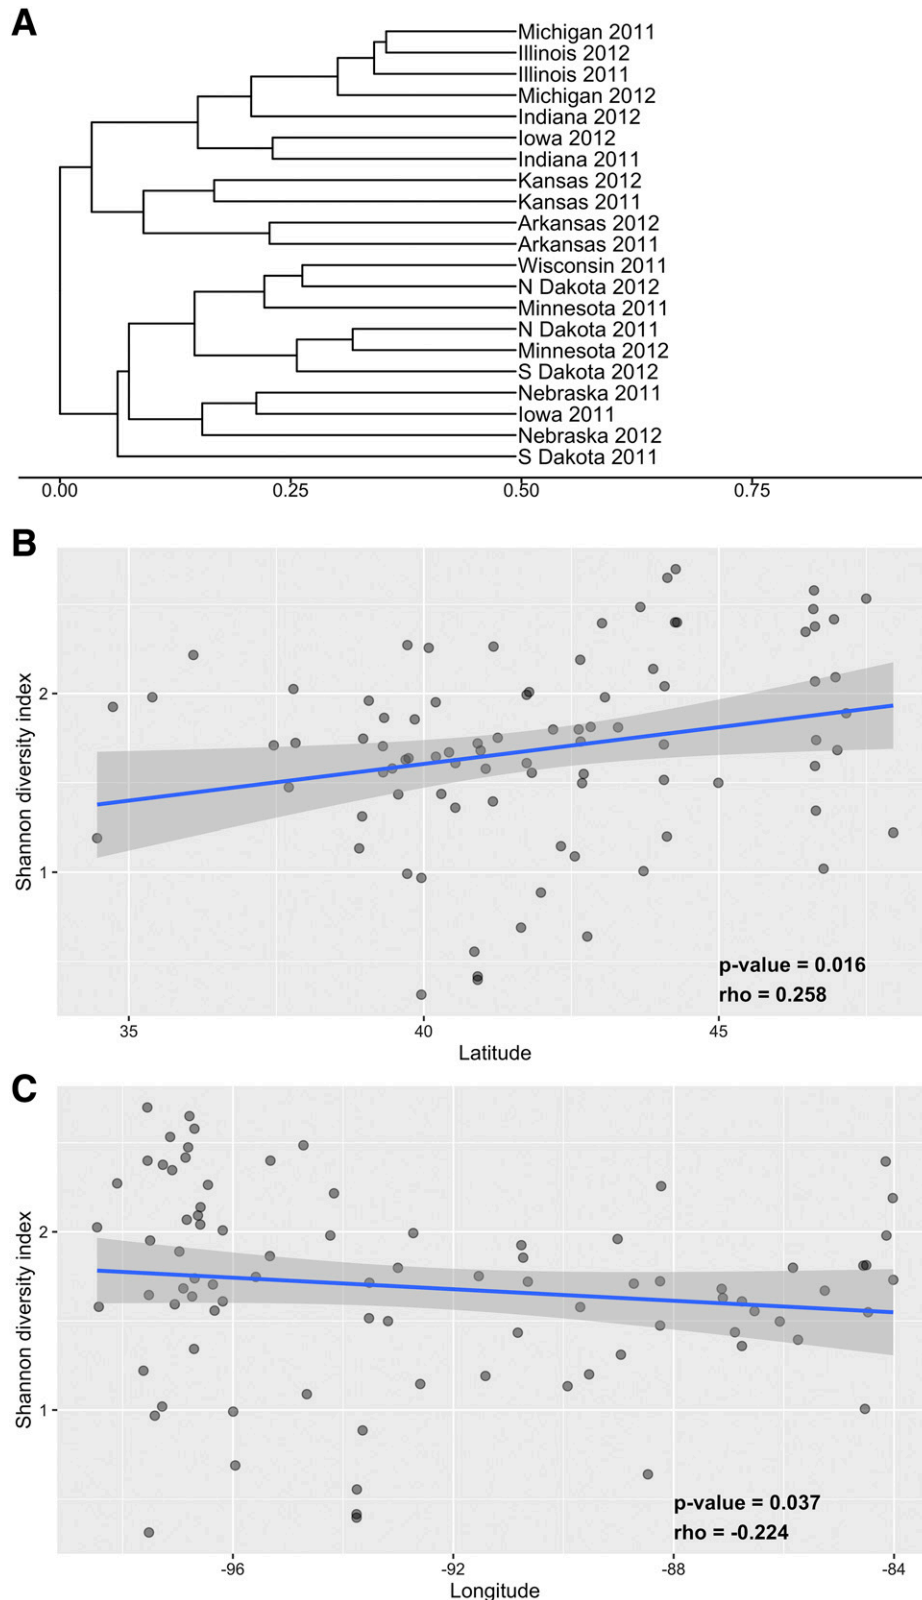 A
Michigan 2011
Illinois 2012
Illinois 2011
Michigan 2012
Indiana 2012
Iowa 2012
Indiana 2011
Kansas 2012
Kansas 2011
Arkansas 2012
Arkansas 2011
Wisconsin 2011
N Dakota 2012
Minnesota 2011
N Dakota 2011
Minnesota 2012
S Dakota 2012
Nebraska 2011
Iowa 2011
Nebraska 2012
S Dakota 2011
0.00 0.25 0.50 0.75
B
Shannon diversity index
2
1
p-value = 0.016
rho = 0.258
35 40 45
Latitude
C
Shannon diversity index
2
1
p-value = 0.037
rho = -0.224
-96 -92 -88 -84
Longitude